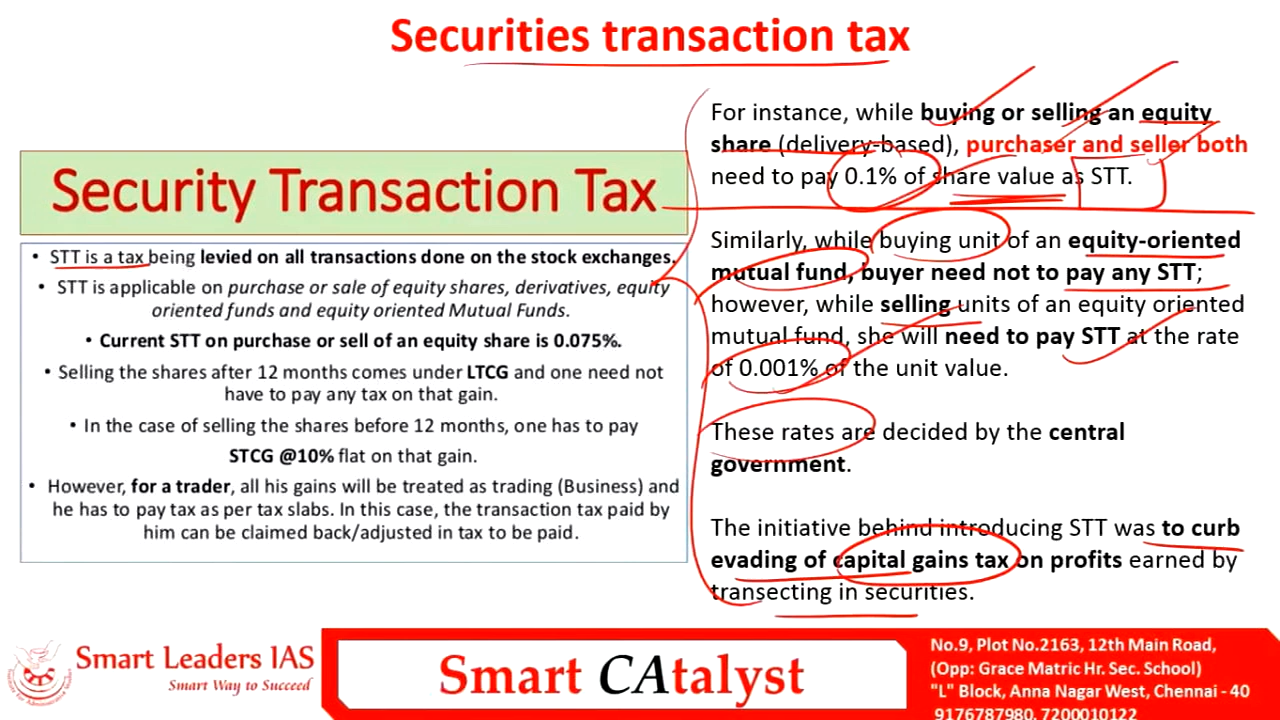 Securities transaction tax
Security Transaction Tax
• STT is a tax being levied on all transactions done on the stock exchanges.
• STT is applicable on purchase or sale of equity shares, derivatives, equity
oriented funds and equity oriented Mutual Funds.
• Current STT on purchase or sell of an equity share is 0.075%.
• Selling the shares after 12 months comes under LTCG and one need not
have to pay any tax on that gain.
• In the case of selling the shares before 12 months, one has to pay
STCG @10% flat on that gain.
• However, for a trader, all his gains will be treated as trading (Business) and
he has to pay tax as per tax slabs. In this case, the transaction tax paid by
him can be claimed back/adjusted in tax to be paid.
For instance, while buying or selling an equity
share (delivery-based), purchaser and seller both
need to pay 0.1% of share value as STT.
Similarly, while buying unit of an equity-oriented
mutual fund, buyer need not to pay any STT;
however, while selling units of an equity oriented
mutual fund, she will need to pay STT at the rate
of 0.001% of the unit value.
These rates are decided by the central
government.
The initiative behind introducing STT was to curb
evading of capital gains tax on profits earned by
transecting in securities.
Smart Leaders IAS
Smart Way to Succeed
Smart CAtalyst
No.9, Plot No.2163, 12th Main Road,
(Opp: Grace Matric Hr. Sec. School)
"L" Block, Anna Nagar West, Chennai - 40
9176787980, 7200010122